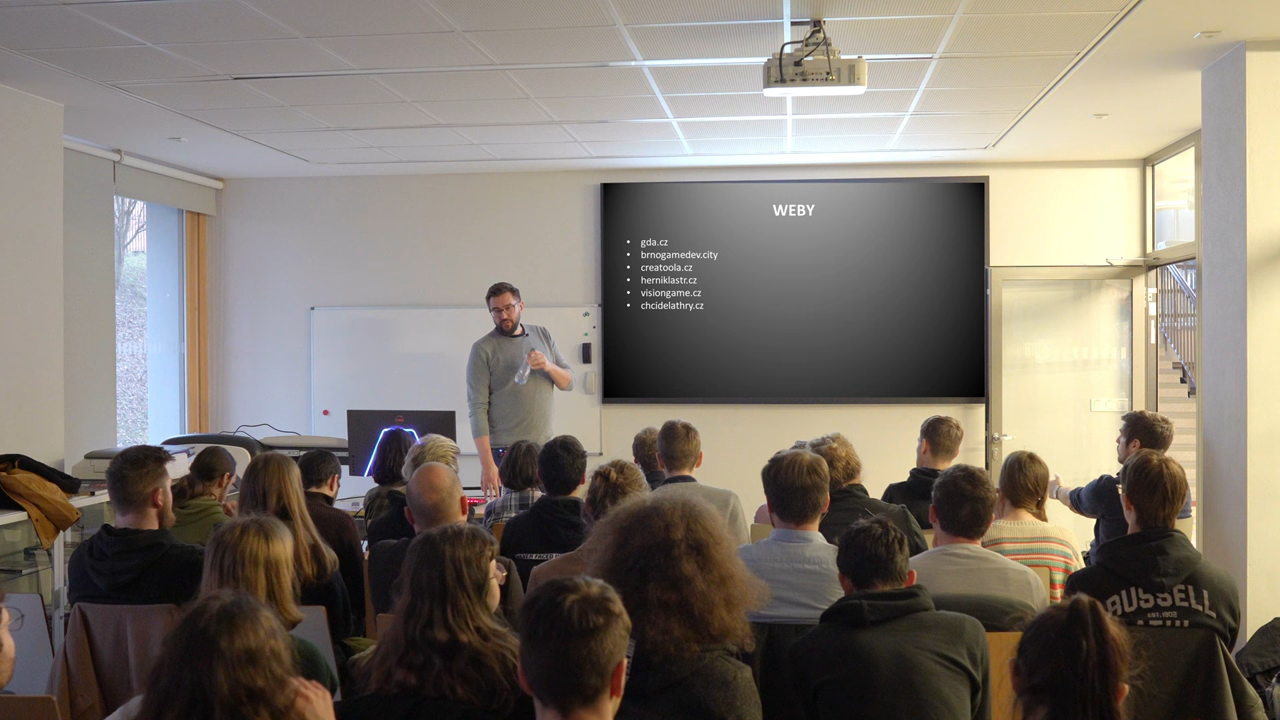 WEBY
• gda.cz
• brnogamedev.city
• creatoola.cz
• herniklastr.cz
• visiongame.cz
• chcidelathry.cz
RUSSELL